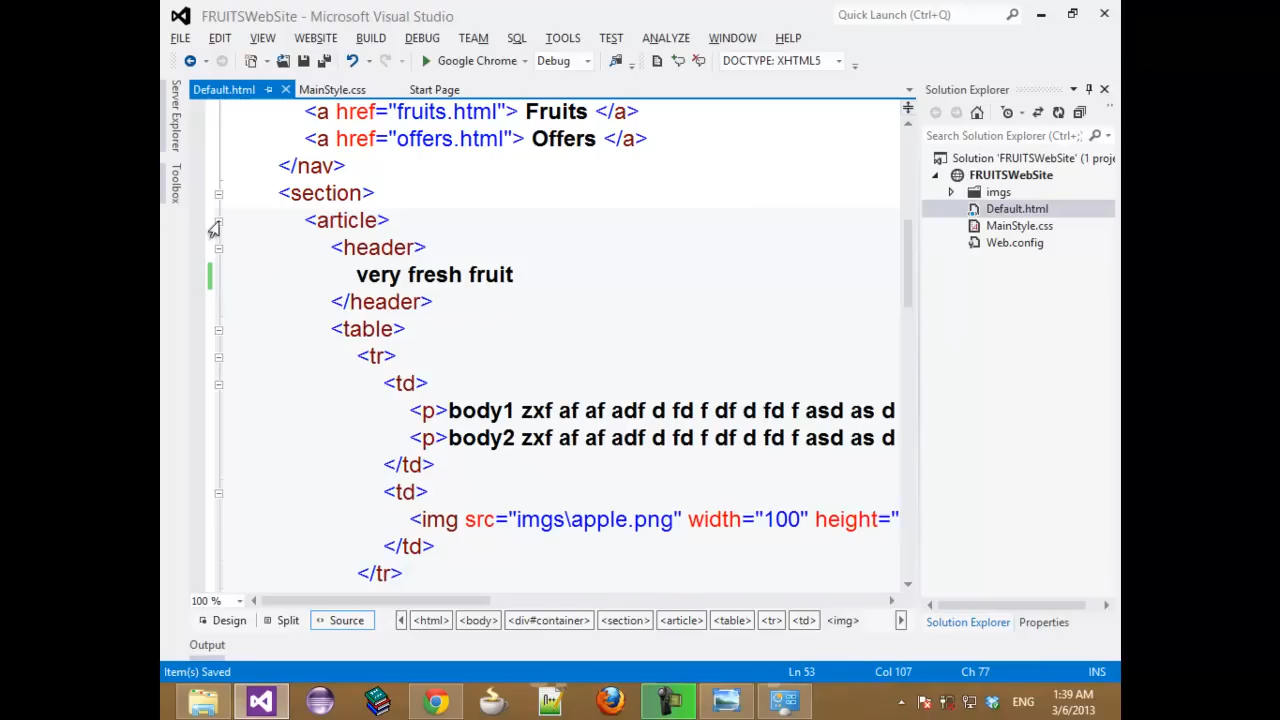 FRUITSWebSite - Microsoft Visual Studio
Quick Launch (Ctrl+Q)
FILE EDIT VIEW WEBSITE BUILD DEBUG TEAM SQL TOOLS TEST ANALYZE WINDOW HELP
Google Chrome Debug DOCTYPE: XHTML5
Server Explorer
Toolbox
Default.html MainStyle.css Start Page
<a href="fruits.html"> Fruits </a>
<a href="offers.html"> Offers </a>
</nav>
<section>
<article>
<header>
very fresh fruit
</header>
<table>
<tr>
<td>
<p>body1 zxf af af adf d fd f df d fd f asd as d
<p>body2 zxf af af adf d fd f df d fd f asd as d
</td>
<td>
<img src="imgs\apple.png" width="100" height="
</td>
</tr>
100 %
Design Split Source <html> <body> <div#container> <section> <article> <table> <tr> <td> <img>
Output
Solution Explorer
Search Solution Explorer (Ctrl+;)
Solution 'FRUITSWebSite' (1 proje
FRUITSWebSite
imgs
Default.html
MainStyle.css
Web.config
Solution Explorer Properties
Item(s) Saved Ln 53 Col 107 Ch 77 INS
ENG
1:39 AM
3/6/2013